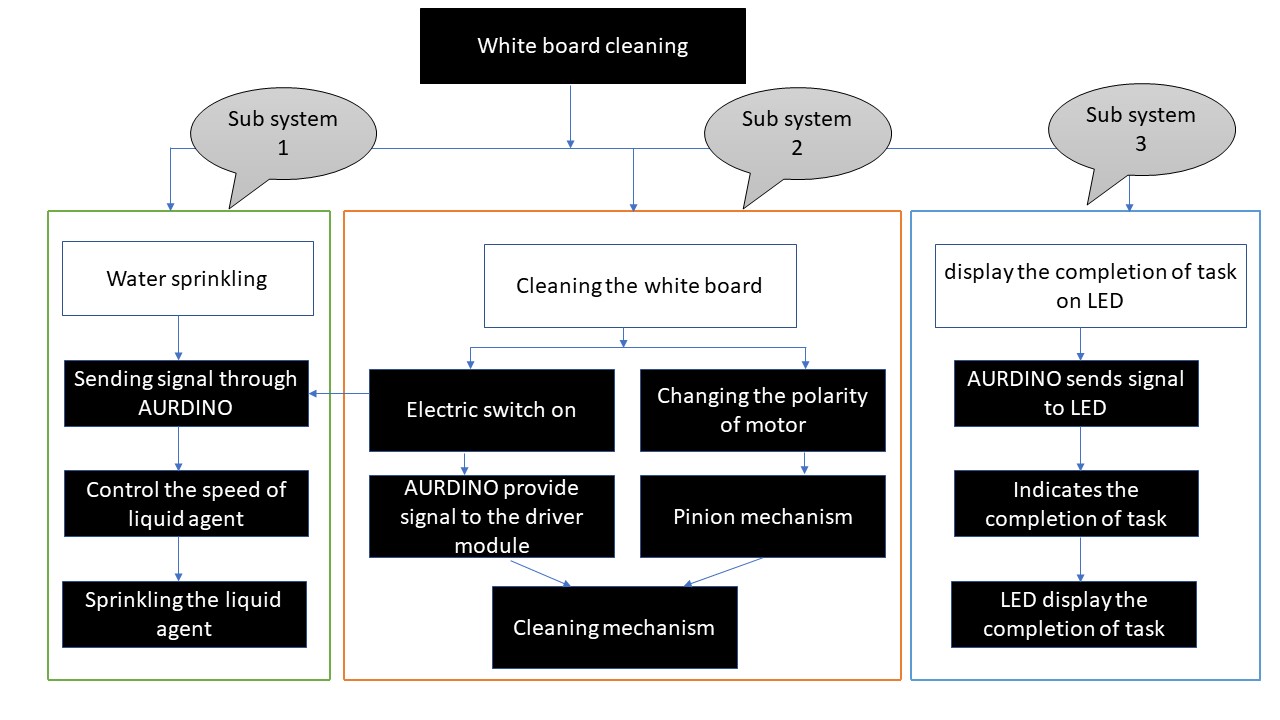 White board cleaning
Sub system
1
Sub system
2
Sub system
3
Water sprinkling
Sending signal through
AURDINO
Control the speed of
liquid agent
Sprinkling the liquid
agent
Cleaning the white board
Electric switch on
AURDINO provide
signal to the driver
module
Changing the polarity
of motor
Pinion mechanism
Cleaning mechanism
display the completion of task
on LED
AURDINO sends signal
to LED
Indicates the
completion of task
LED display the
completion of task